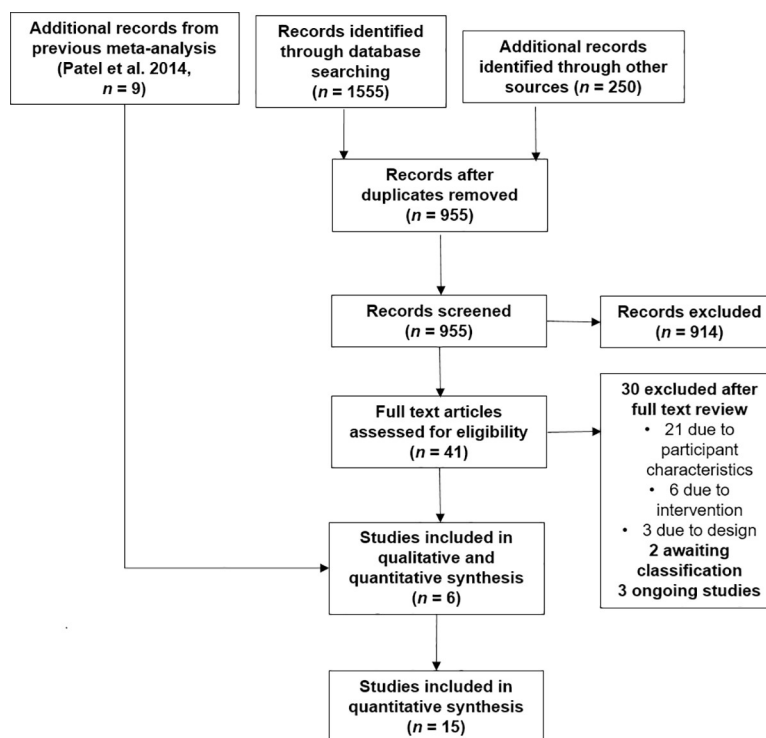 Additional records from
previous meta-analysis
(Patel et al. 2014,
n = 9)
Records identified
through database
searching
(n = 1555)
Additional records
identified through other
sources (n = 250)
Records after
duplicates removed
(n = 955)
Records screened
(n = 955)
Records excluded
(n = 914)
Full text articles
assessed for eligibility
(n = 41)
30 excluded after
full text review
• 21 due to
participant
characteristics
• 6 due to
intervention
• 3 due to design
2 awaiting
classification
3 ongoing studies
Studies included in
qualitative and
quantitative synthesis
(n = 6)
Studies included in
quantitative synthesis
(n = 15)